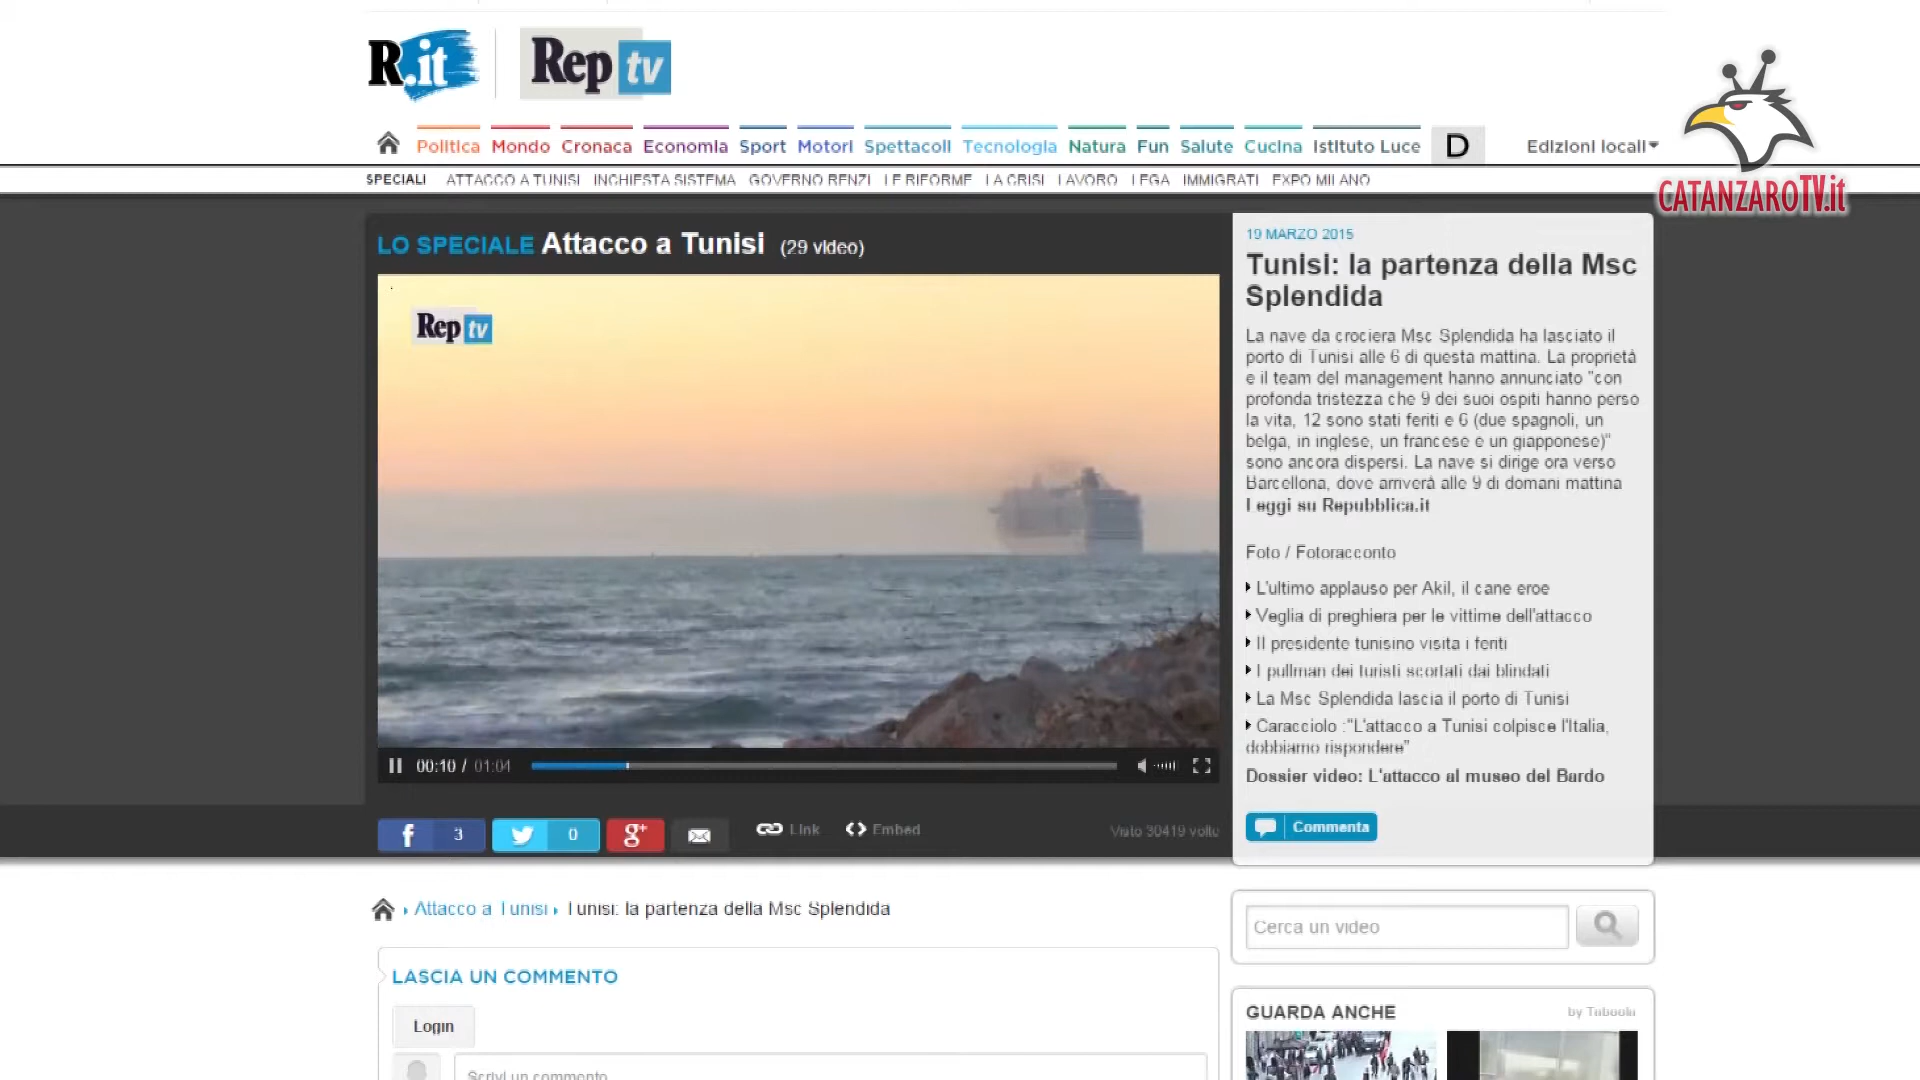 R.it
Rep tv
Politica Mondo Cronaca Economia Sport Motori Spettacoli Tecnologia Natura Fun Salute Cucina Istituto Luce D Edizioni locali
CATANZAROTV.it
SPECIALI ATTACCO A TUNISI INCHIESTA SISTEMA GOVERNO RENZI LE RIFORME LA CRISI LAVORO LEGA IMMIGRATI EXPO MILANO
LO SPECIALE Attacco a Tunisi (29 video)
Rep tv
00:10 / 01:04
3
0
g+
Link
Embed
Visto 30419 volte
19 MARZO 2015
Tunisi: la partenza della Msc
Splendida
La nave da crociera Msc Splendida ha lasciato il
porto di Tunisi alle 6 di questa mattina. La proprietà
e il team del management hanno annunciato "con
profonda tristezza che 9 dei suoi ospiti hanno perso
la vita, 12 sono stati feriti e 6 (due spagnoli, un
belga, in inglese, un francese e un giapponese)"
sono ancora dispersi. La nave si dirige ora verso
Barcellona, dove arriverà alle 9 di domani mattina
Leggi su Repubblica.it
Foto / Fotoracconto
L'ultimo applauso per Akil, il cane eroe
Veglia di preghiera per le vittime dell'attacco
Il presidente tunisino visita i feriti
I pullman dei turisti scortati dai blindati
La Msc Splendida lascia il porto di Tunisi
Caracciolo :"L'attacco a Tunisi colpisce l'Italia,
dobbiamo rispondere"
Dossier video: L'attacco al museo del Bardo
Commenta
Attacco a Tunisi Tunisi: la partenza della Msc Splendida
Cerca un video
LASCIA UN COMMENTO
Login
Scrivi un commento
GUARDA ANCHE
by Taboola